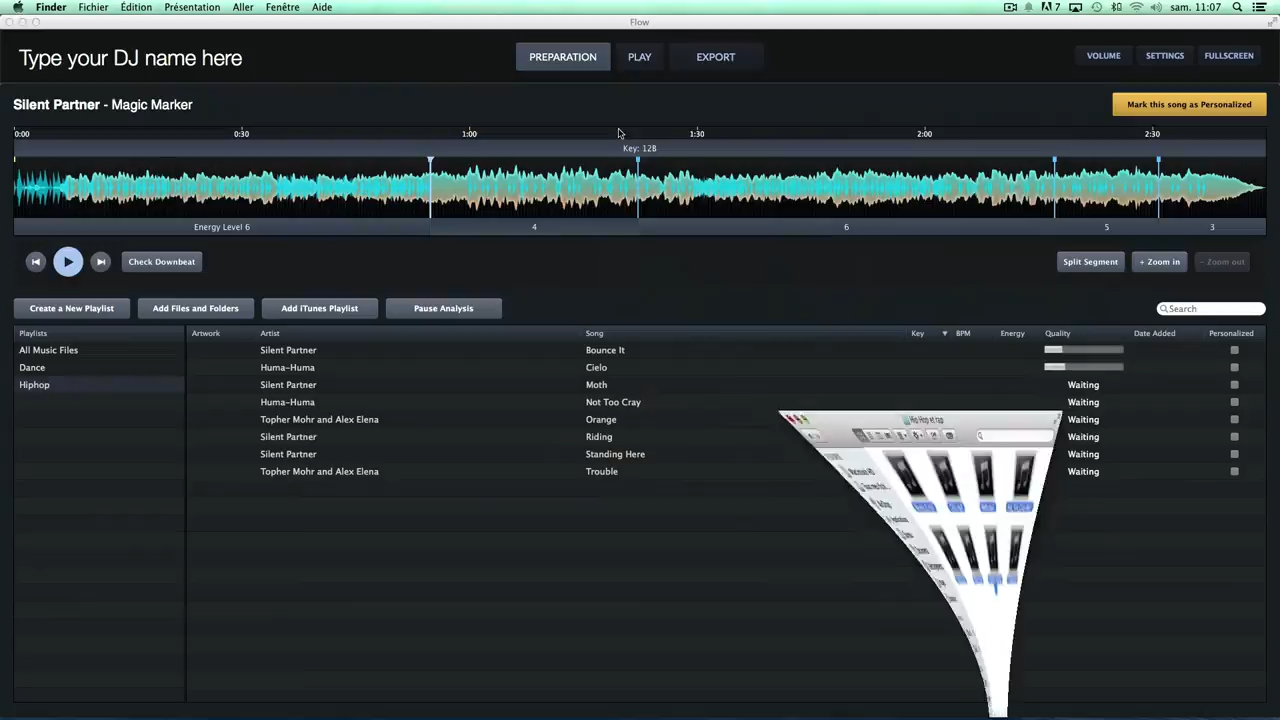 Finder Fichier Édition Présentation Aller Fenêtre Aide 7 sam. 11:07
Flow
Type your DJ name here PREPARATION PLAY EXPORT VOLUME SETTINGS FULLSCREEN
Silent Partner - Magic Marker Mark this song as Personalized
0:00 0:30 1:00 1:30 2:00 2:30
Key: 12B
Energy Level 6 4 6 5 3
Check Downbeat Split Segment + Zoom in - Zoom out
Create a New Playlist Add Files and Folders Add iTunes Playlist Pause Analysis Search
Playlists Artwork Artist Song Key BPM Energy Quality Date Added Personalized
All Music Files Silent Partner Bounce It
Dance Huma-Huma Cielo
Hiphop Silent Partner Moth Waiting
Huma-Huma Not Too Cray Waiting
Topher Mohr and Alex Elena Orange Waiting
Hip Hop et rap
Silent Partner Riding Waiting
Silent Partner Standing Here Waiting
Topher Mohr and Alex Elena Trouble Waiting